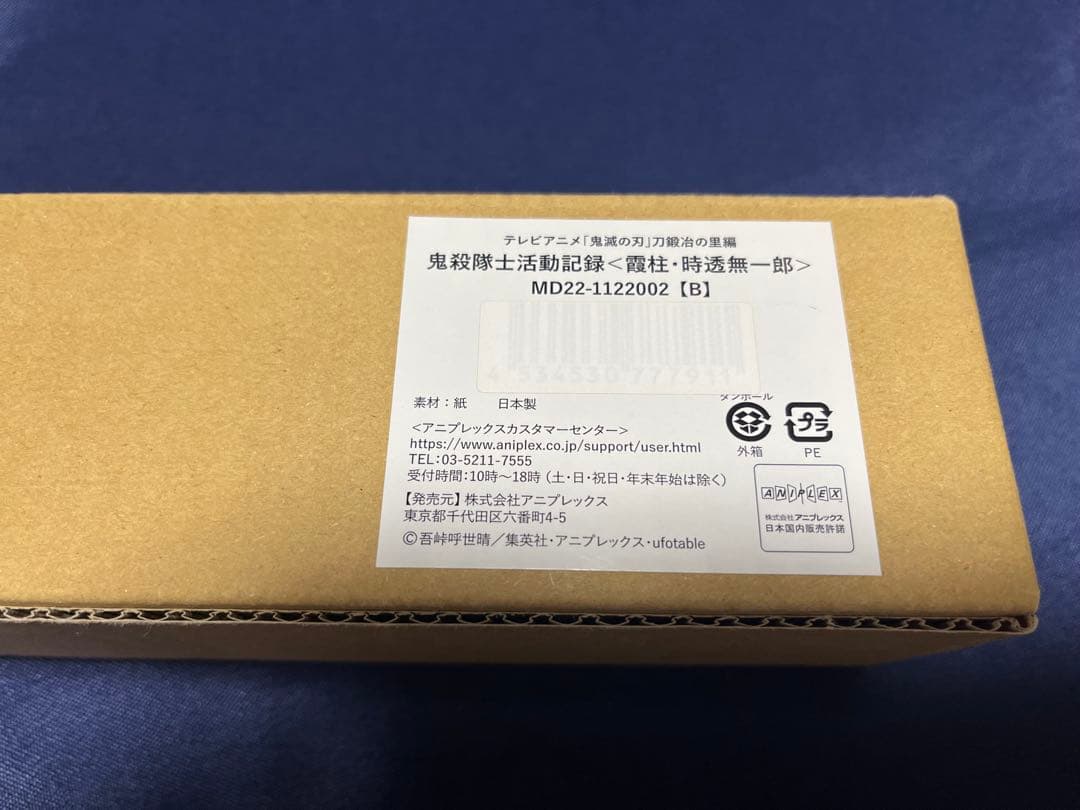 テレビアニメ「鬼滅の刃」刀鍛冶の里編
鬼殺隊士活動記録<霞柱・時透無一郎>
MD22-1122002【B】
4 534530 777911
素材：紙　日本製
ダンボール
外箱
プラ
PE
<アニプレックスカスタマーセンター>
https://www.aniplex.co.jp/support/user.html
TEL：03-5211-7555
受付時間：10時～18時（土・日・祝日・年末年始は除く）
【発売元】株式会社アニプレックス
東京都千代田区六番町4-5
©吾峠呼世晴／集英社・アニプレックス・ufotable
ANIPLEX
株式会社アニプレックス
日本国内販売許諾